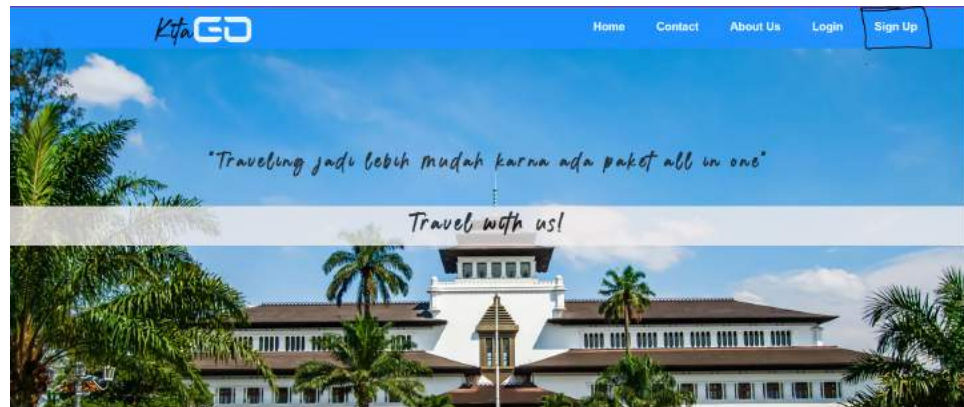 KitaGO
Home Contact About Us Login Sign Up
"Traveling jadi lebih mudah karna ada paket all in one"
Travel with us!